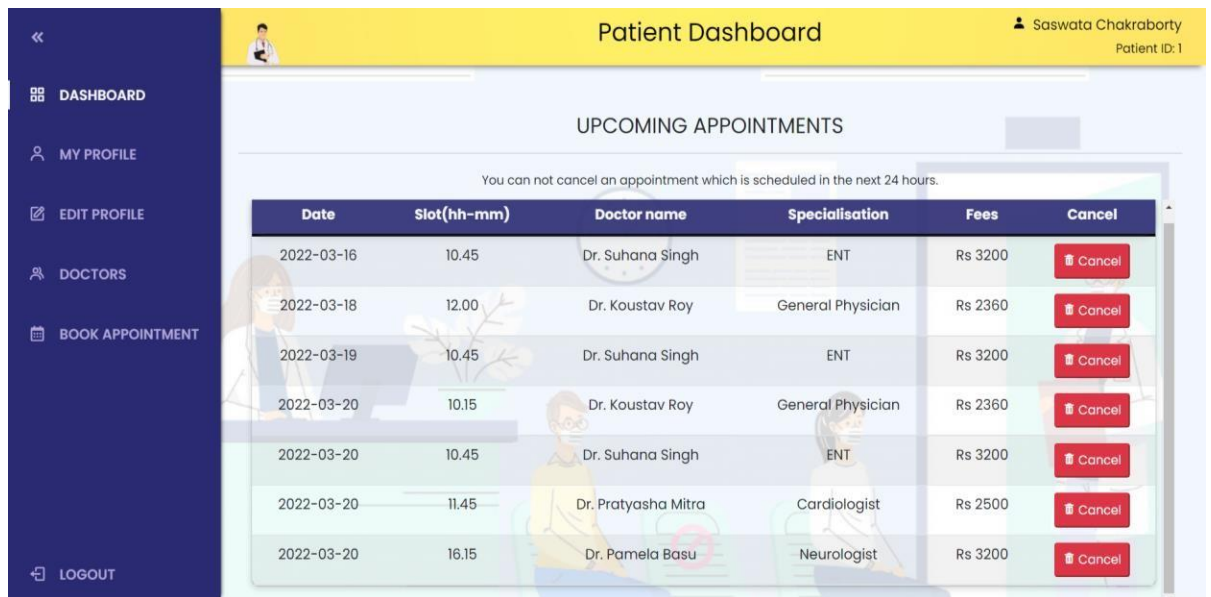 Patient Dashboard
Saswata Chakraborty
Patient ID: 1
DASHBOARD
MY PROFILE
EDIT PROFILE
DOCTORS
BOOK APPOINTMENT
LOGOUT
UPCOMING APPOINTMENTS
You can not cancel an appointment which is scheduled in the next 24 hours.
Date Slot(hh-mm) Doctor name Specialisation Fees Cancel
2022-03-16 10.45 Dr. Suhana Singh ENT Rs 3200 Cancel
2022-03-18 12.00 Dr. Koustav Roy General Physician Rs 2360 Cancel
2022-03-19 10.45 Dr. Suhana Singh ENT Rs 3200 Cancel
2022-03-20 10.15 Dr. Koustav Roy General Physician Rs 2360 Cancel
2022-03-20 10.45 Dr. Suhana Singh ENT Rs 3200 Cancel
2022-03-20 11.45 Dr. Pratyasha Mitra Cardiologist Rs 2500 Cancel
2022-03-20 16.15 Dr. Pamela Basu Neurologist Rs 3200 Cancel